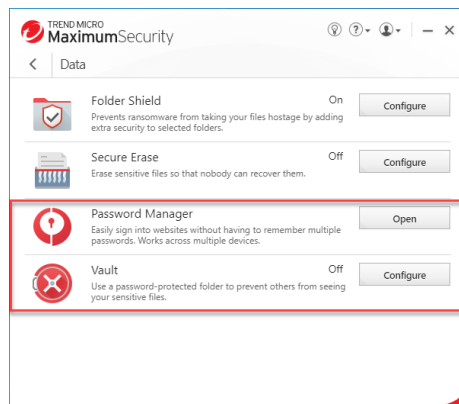 TREND MICRO
MaximumSecurity
Data
Folder Shield On Configure
Prevents ransomware from taking your files hostage by adding
extra security to selected folders.
Secure Erase Off Configure
Erase sensitive files so that nobody can recover them.
Password Manager Open
Easily sign into websites without having to remember multiple
passwords. Works across multiple devices.
Vault Off Configure
Use a password-protected folder to prevent others from seeing
your sensitive files.